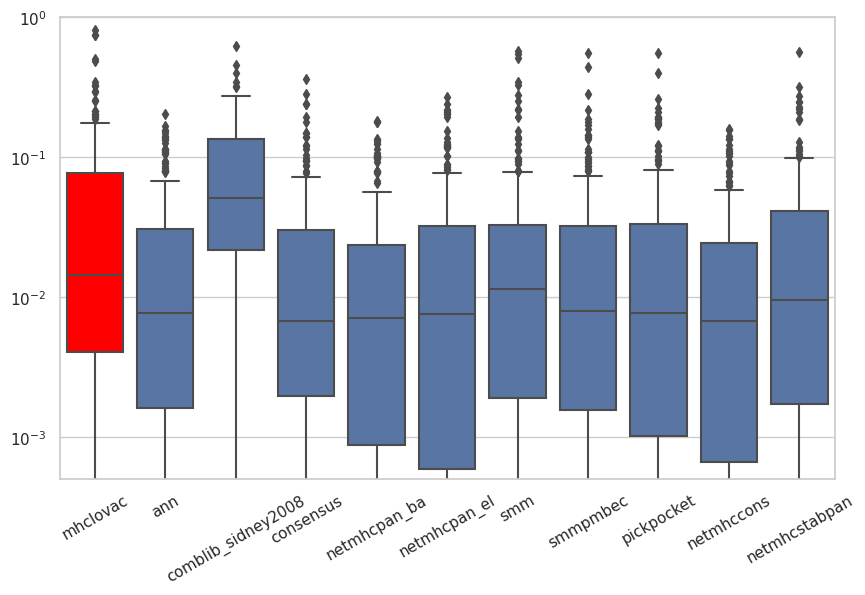 10⁰
10⁻¹
10⁻²
10⁻³
mhclovac
ann
comblib_sidney2008
consensus
netmhcpan_ba
netmhcpan_el
smm
smmpmbec
pickpocket
netmhccons
netmhcstabpan